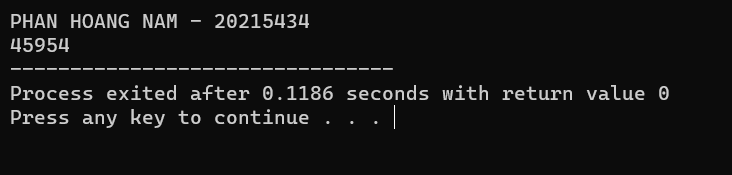 PHAN HOANG NAM - 20215434
45954
--------------------------------
Process exited after 0.1186 seconds with return value 0
Press any key to continue . . .